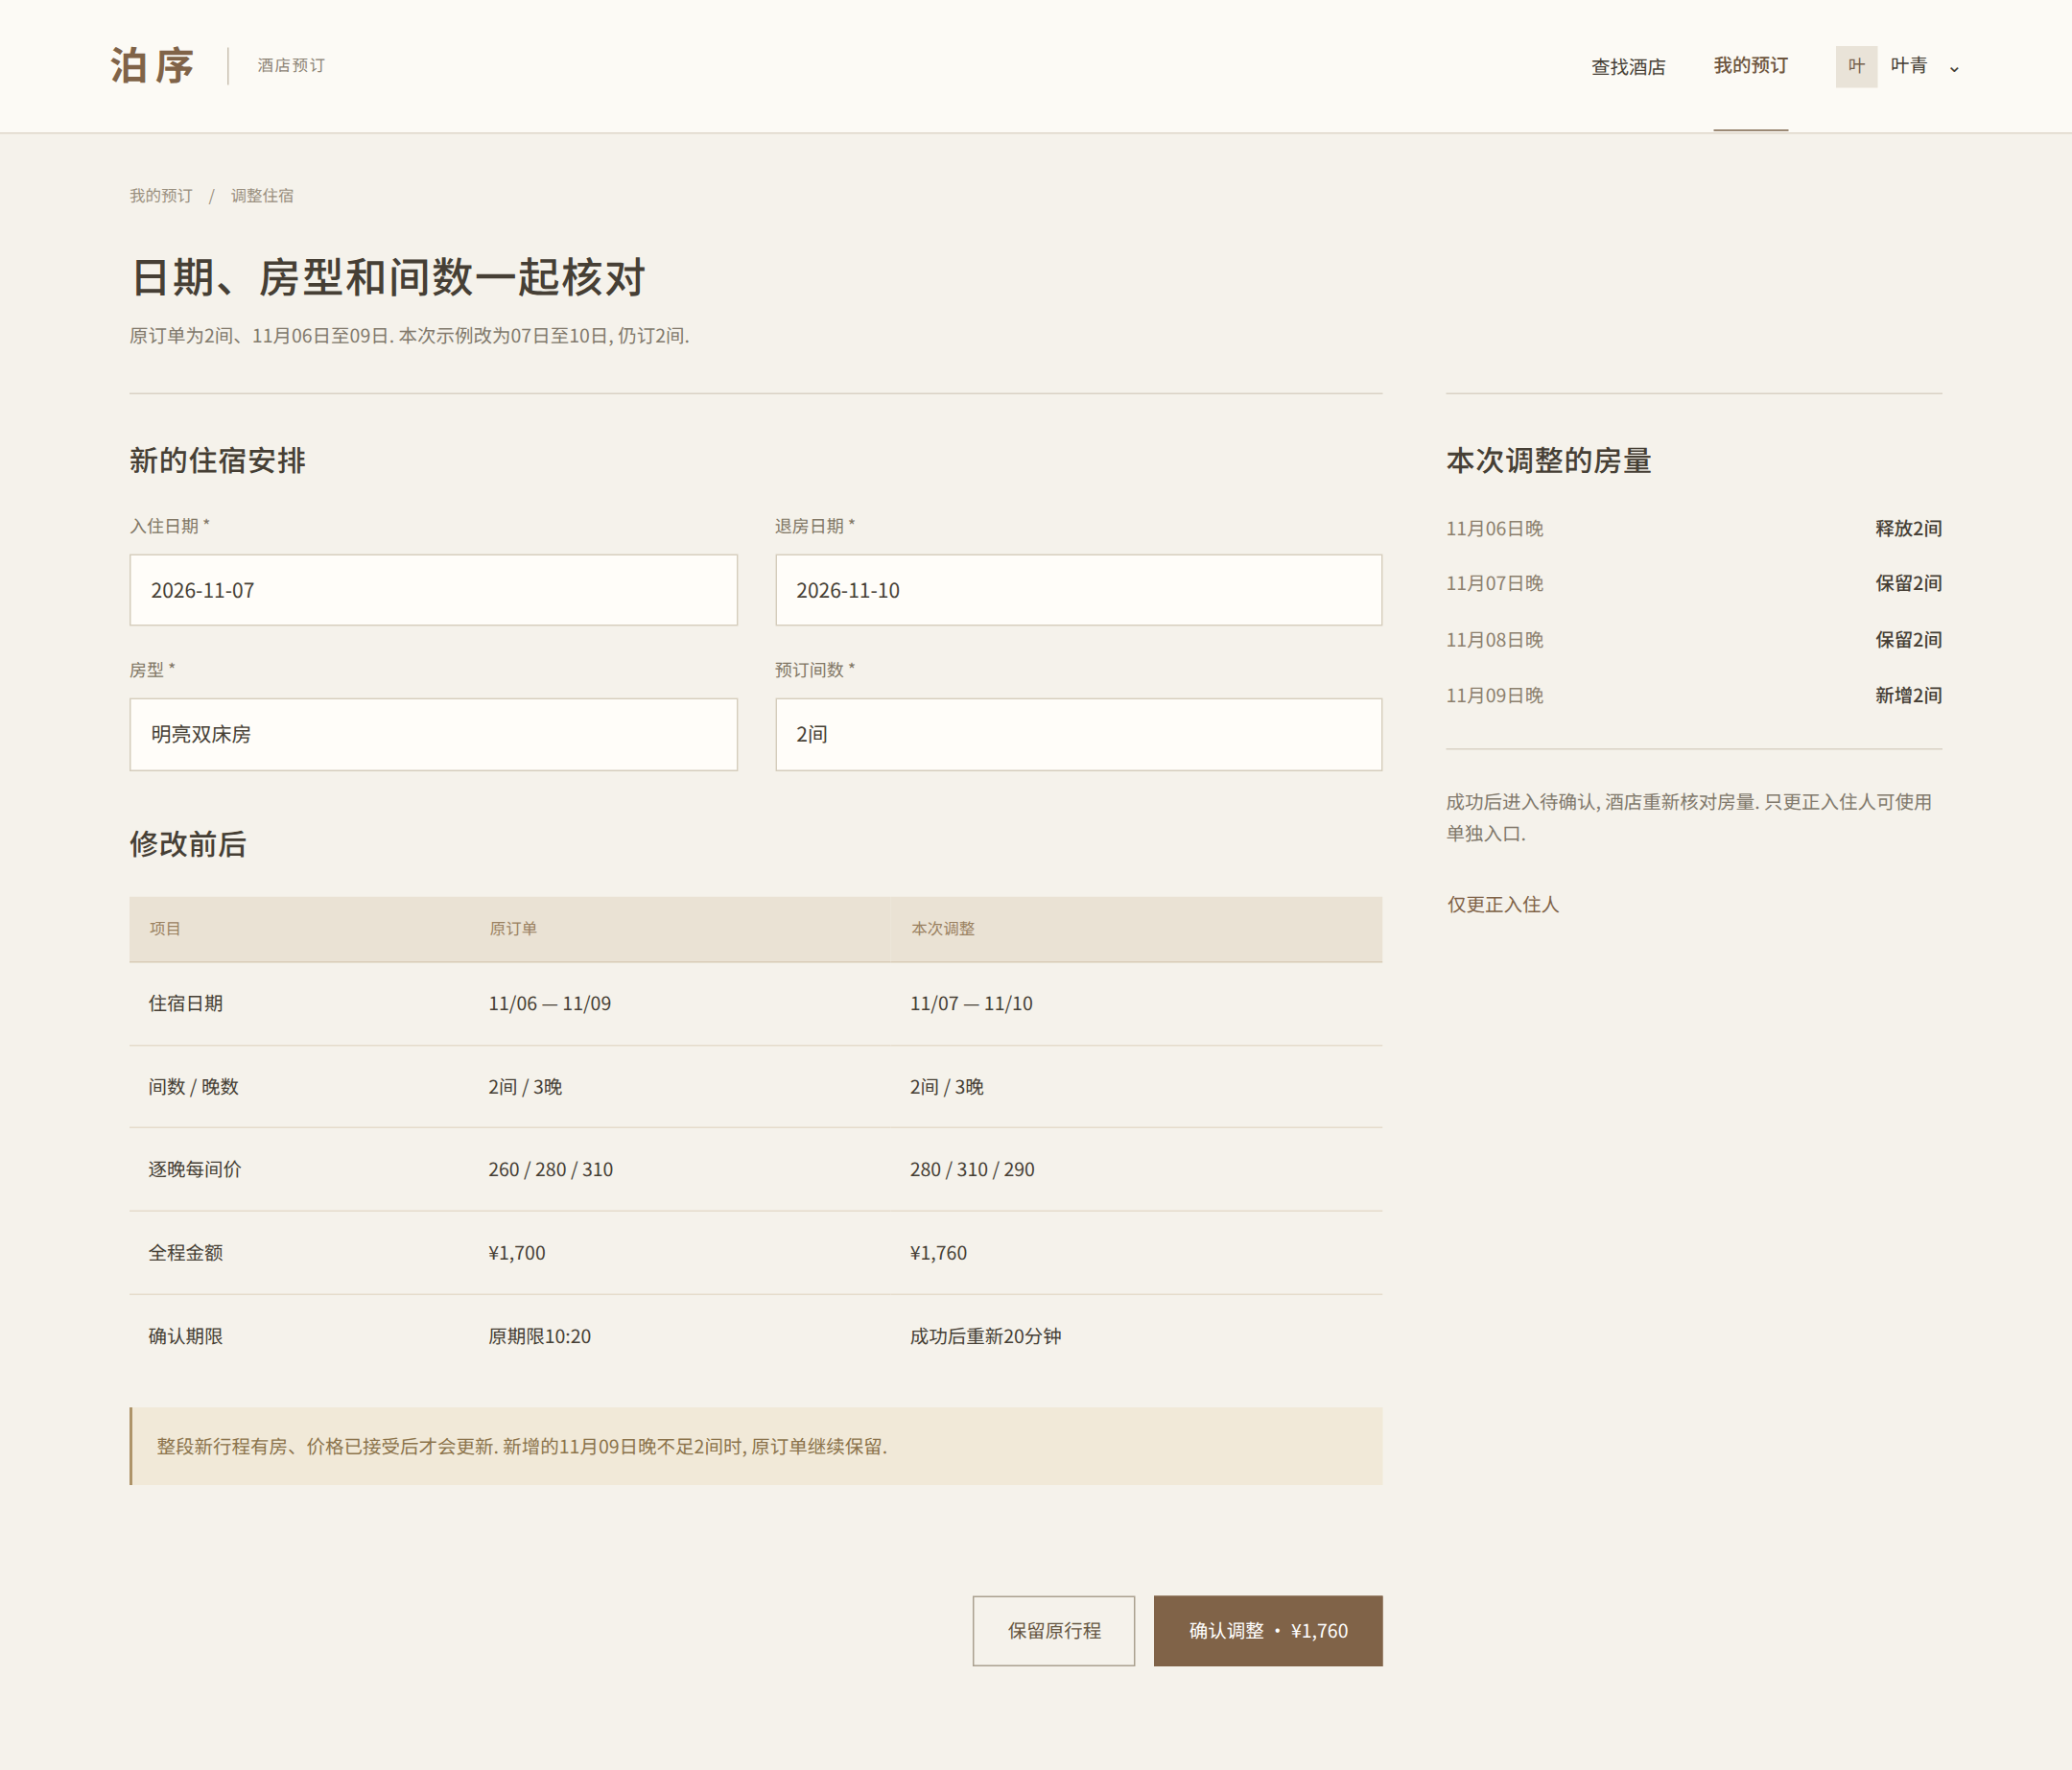 泊序
酒店预订
查找酒店
我的预订
叶
叶青
我的预订 / 调整住宿
日期、房型和间数一起核对
原订单为2间、11月06日至09日. 本次示例改为07日至10日, 仍订2间.
新的住宿安排
入住日期 *
退房日期 *
2026-11-07
2026-11-10
房型 *
预订间数 *
明亮双床房
2间
修改前后
项目 原订单 本次调整
住宿日期 11/06 — 11/09 11/07 — 11/10
间数 / 晚数 2间 / 3晚 2间 / 3晚
逐晚每间价 260 / 280 / 310 280 / 310 / 290
全程金额 ¥1,700 ¥1,760
确认期限 原期限10:20 成功后重新20分钟
整段新行程有房、价格已接受后才会更新. 新增的11月09日晚不足2间时, 原订单继续保留.
保留原行程
确认调整 · ¥1,760
本次调整的房量
11月06日晚 释放2间
11月07日晚 保留2间
11月08日晚 保留2间
11月09日晚 新增2间
成功后进入待确认, 酒店重新核对房量. 只更正入住人可使用
单独入口.
仅更正入住人